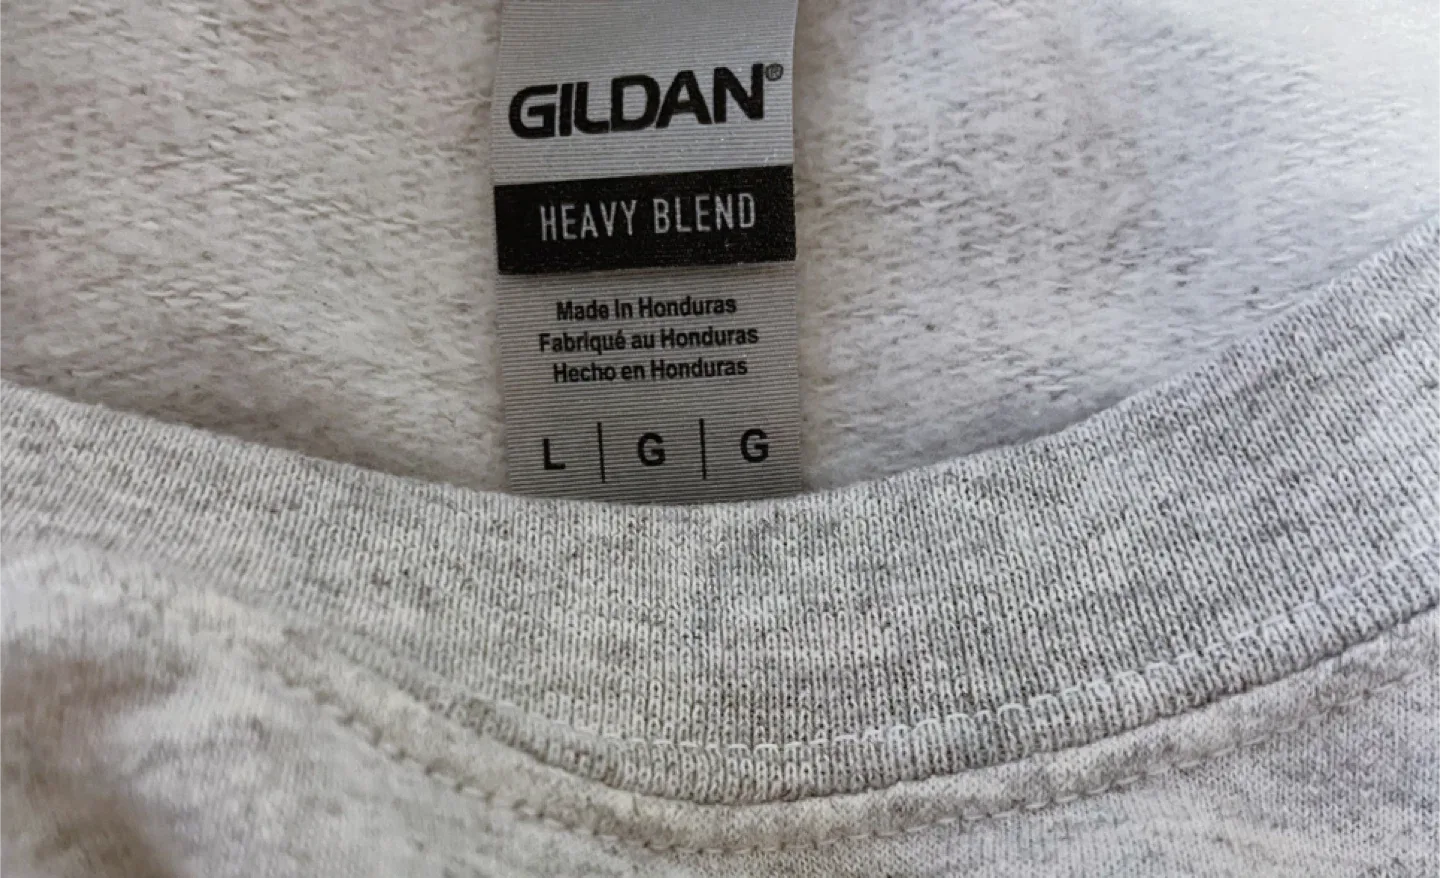 GILDAN®
HEAVY BLEND
Made In Honduras
Fabriqué au Honduras
Hecho en Honduras
L | G | G